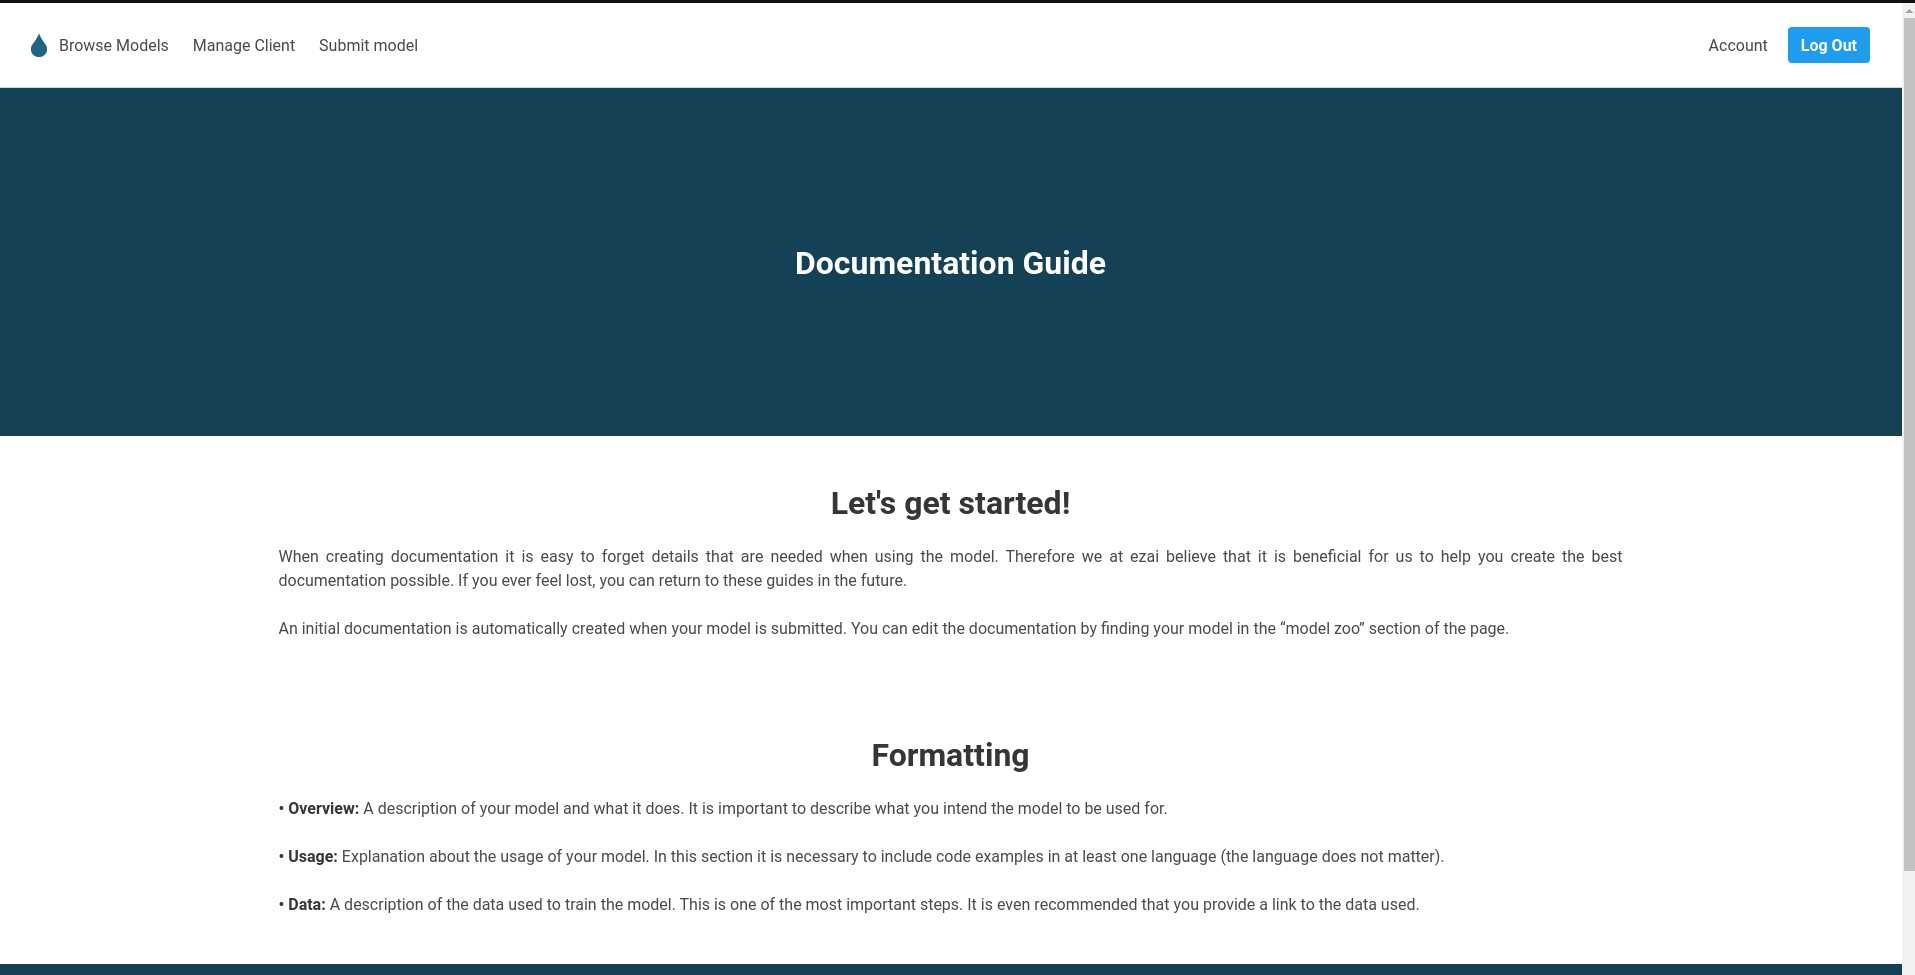 Browse Models Manage Client Submit model Account Log Out
Documentation Guide
Let's get started!
When creating documentation it is easy to forget details that are needed when using the model. Therefore we at ezai believe that it is beneficial for us to help you create the best
documentation possible. If you ever feel lost, you can return to these guides in the future.
An initial documentation is automatically created when your model is submitted. You can edit the documentation by finding your model in the “model zoo” section of the page.
Formatting
• Overview: A description of your model and what it does. It is important to describe what you intend the model to be used for.
• Usage: Explanation about the usage of your model. In this section it is necessary to include code examples in at least one language (the language does not matter).
• Data: A description of the data used to train the model. This is one of the most important steps. It is even recommended that you provide a link to the data used.